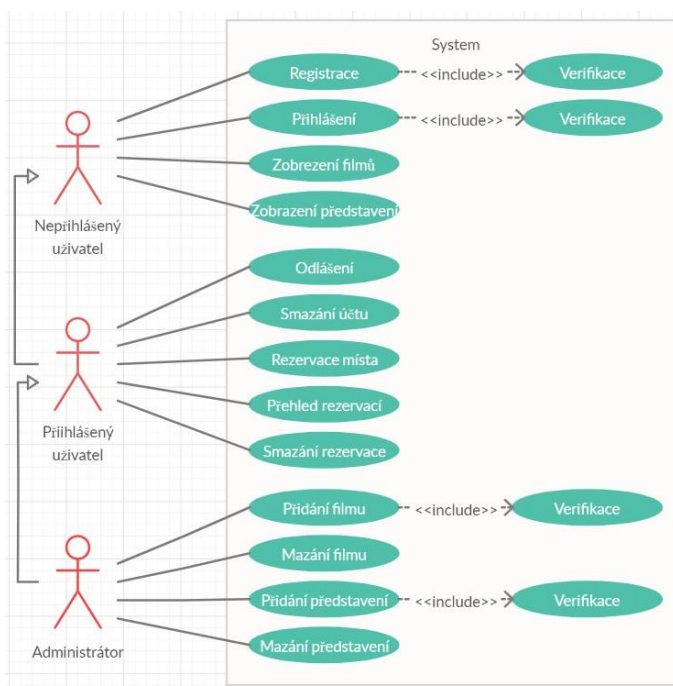 System
Registrace
<<include>>
Verifikace
Přihlášení
<<include>>
Verifikace
Zobrezení filmů
Zobrazení představení
Nepřihlášený
uživatel
Odlášení
Smazání účtu
Rezervace místa
Přehled rezervací
Smazání rezervace
Přiihlášený
uživatel
Přidání filmu
<<include>>
Verifikace
Mazání filmu
Přidání představení
<<include>>
Verifikace
Mazání představení
Administrátor